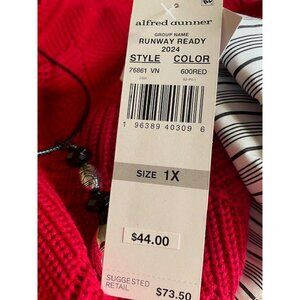 alfred dunner
GROUP NAME
RUNWAY READY
2024
STYLE COLOR
76861 VN 600RED
1 96389 40309 6
SIZE 1X
$44.00
SUGGESTED
RETAIL $73.50